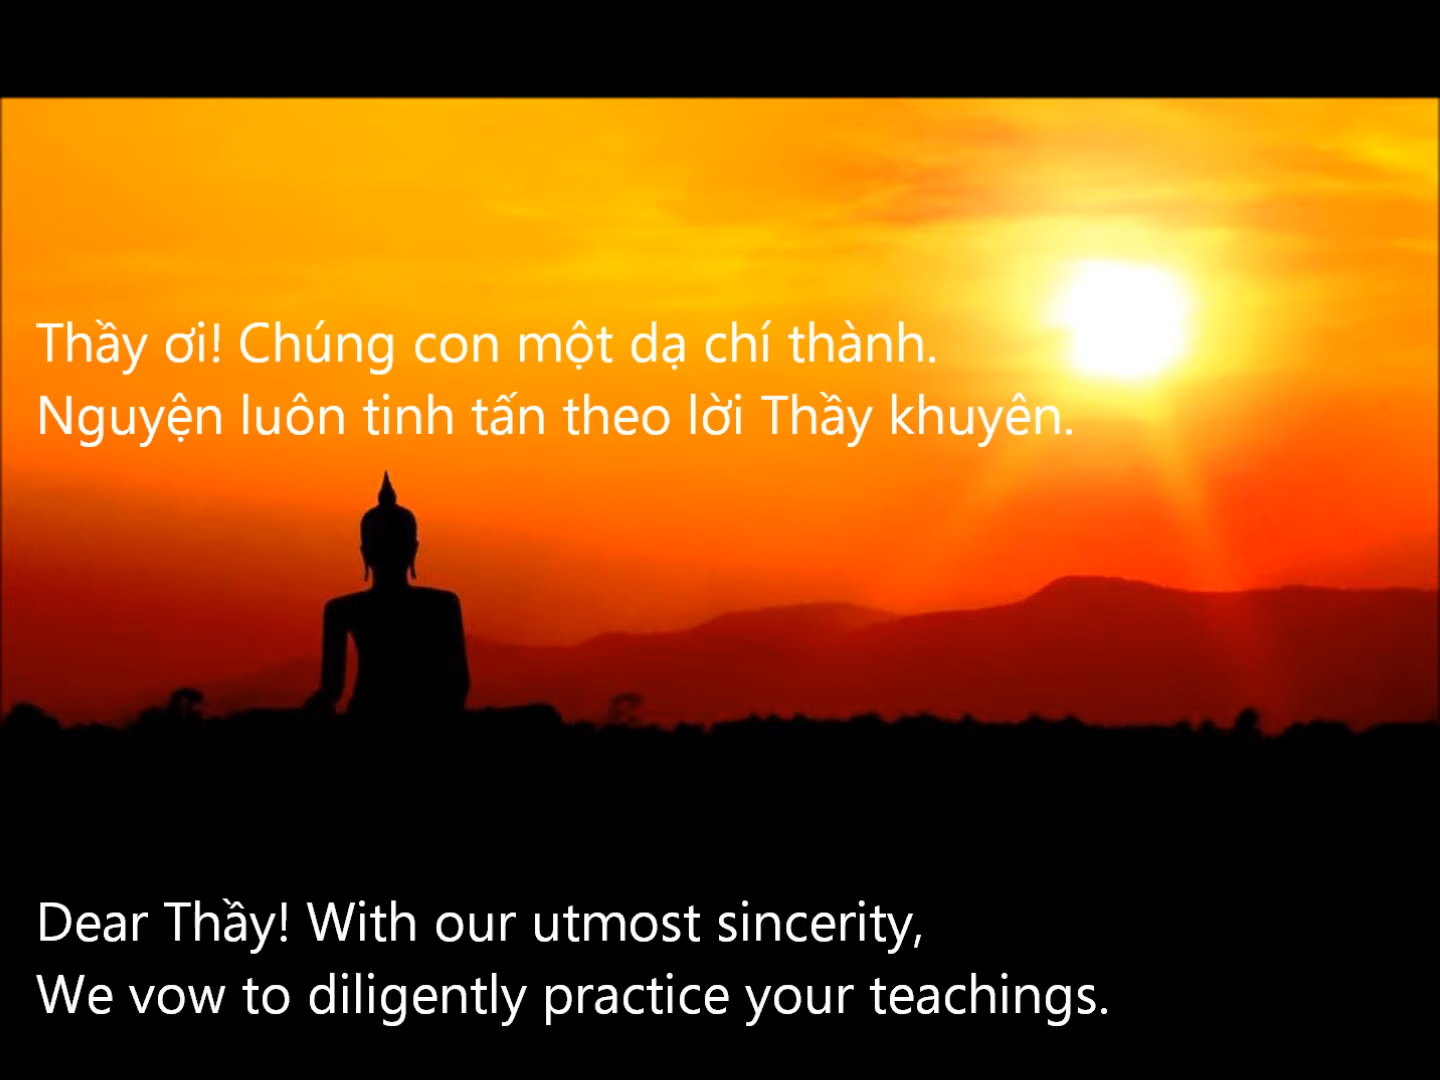 Thầy ơi! Chúng con một dạ chí thành.
Nguyện luôn tinh tấn theo lời Thầy khuyên.
Dear Thầy! With our utmost sincerity,
We vow to diligently practice your teachings.